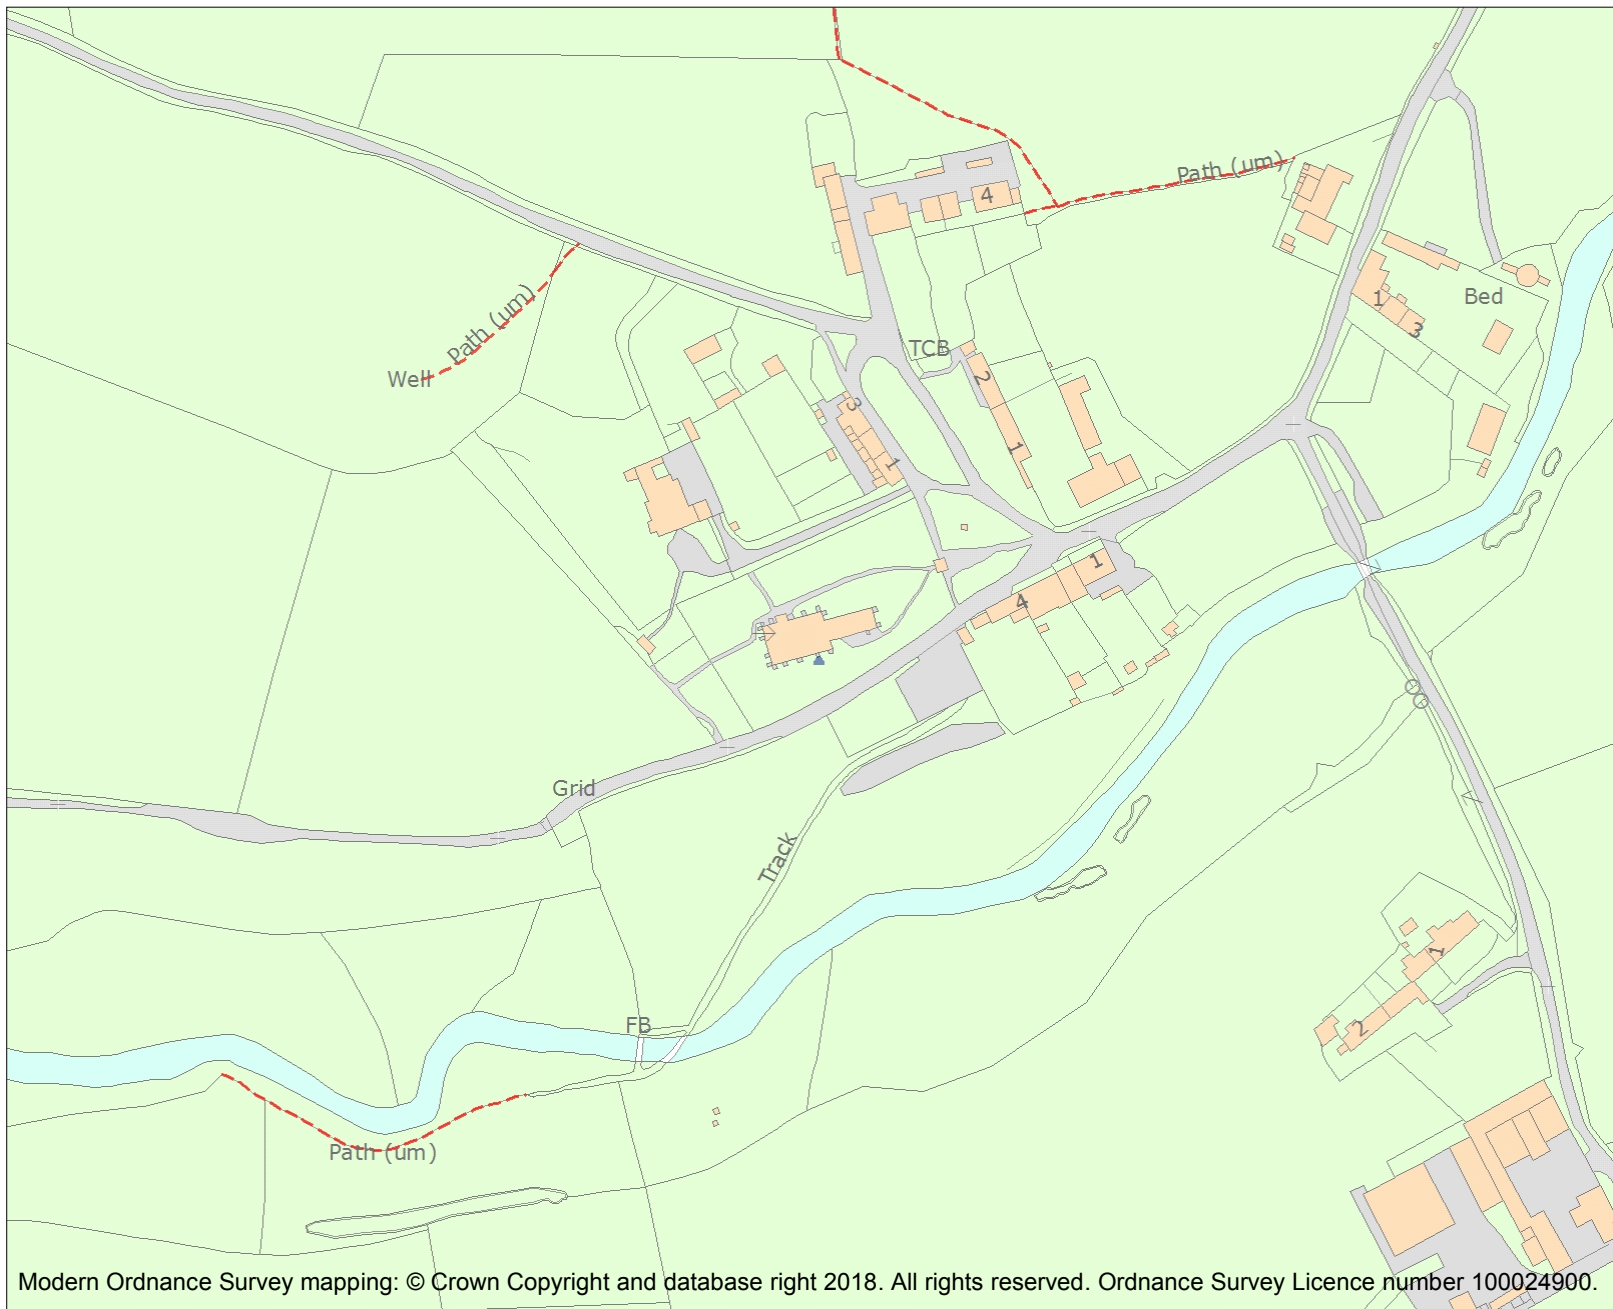 Path (um)
4
Bed
1
3
Path (um)
TCB
Well
2
3
1
1
1
4
Grid
Track
1
FB
2
Path (um)
Modern Ordnance Survey mapping: © Crown Copyright and database right 2018. All rights reserved. Ordnance Survey Licence number 100024900.